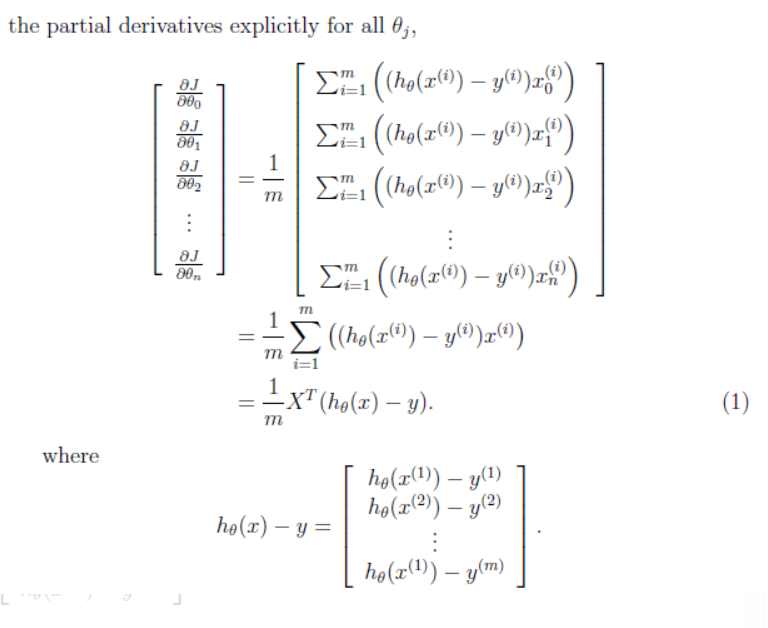 the partial derivatives explicitly for all θ_j,
[ ∂J/∂θ_0 ; ∂J/∂θ_1 ; ∂J/∂θ_2 ; ⋮ ; ∂J/∂θ_n ] = 1/m [ ∑_{i=1}^m ((h_θ(x^(i)) − y^(i))x_0^(i)) ; ∑_{i=1}^m ((h_θ(x^(i)) − y^(i))x_1^(i)) ; ∑_{i=1}^m ((h_θ(x^(i)) − y^(i))x_2^(i)) ; ⋮ ; ∑_{i=1}^m ((h_θ(x^(i)) − y^(i))x_n^(i)) ]
= 1/m ∑_{i=1}^m ((h_θ(x^(i)) − y^(i))x^(i))
= 1/m X^T(h_θ(x) − y). (1)
where
h_θ(x) − y = [ h_θ(x^(1)) − y^(1) ; h_θ(x^(2)) − y^(2) ; ⋮ ; h_θ(x^(1)) − y^(m) ] .